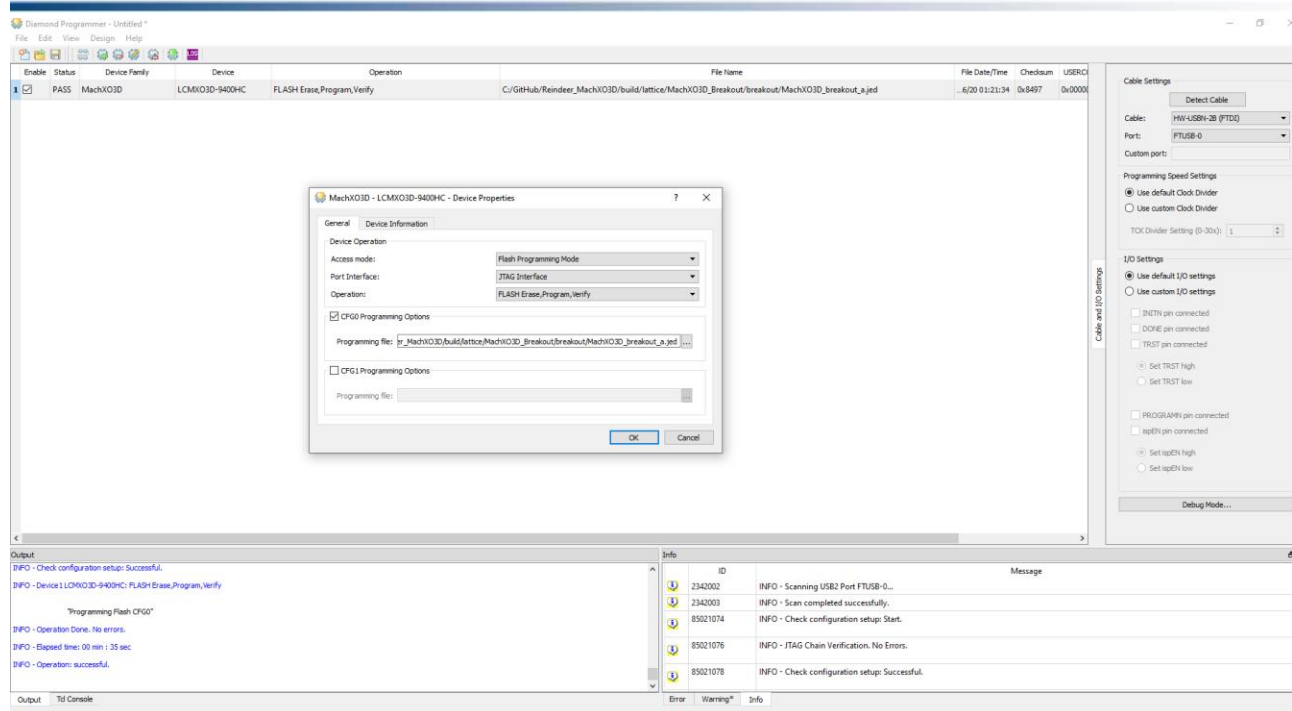 Diamond Programmer - Untitled *
File Edit View Design Help
LOG
Enable Status Device Family Device Operation File Name File Date/Time Checksum USERCO
1 PASS MachXO3D LCMXO3D-9400HC FLASH Erase,Program,Verify C:/GitHub/Reindeer_MachXO3D/build/lattice/MachXO3D_Breakout/breakout/MachXO3D_breakout_a.jed ...6/20 01:21:34 0x8497 0x0000
Cable Settings
Detect Cable
Cable: HW-USBN-2B (FTDI)
Port: FTUSB-0
Custom port:
Programming Speed Settings
Use default Clock Divider
Use custom Clock Divider
TCK Divider Setting (0-30x): 1
I/O Settings
Use default I/O settings
Use custom I/O settings
INITN pin connected
DONE pin connected
TRST pin connected
Set TRST high
Set TRST low
PROGRAMN pin connected
ispEN pin connected
Set ispEN high
Set ispEN low
Debug Mode...
Cable and I/O Settings
MachXO3D - LCMXO3D-9400HC - Device Properties ?
General Device Information
Device Operation
Access mode: Flash Programming Mode
Port Interface: JTAG Interface
Operation: FLASH Erase,Program,Verify
CFG0 Programming Options
Programming file: er_MachXO3D/build/lattice/MachXO3D_Breakout/breakout/MachXO3D_breakout_a.jed ...
CFG1 Programming Options
Programming file: ...
OK Cancel
Output
INFO - Check configuration setup: Successful.
INFO - Device1 LCMXO3D-9400HC: FLASH Erase,Program,Verify
"Programming Flash CFG0"
INFO - Operation Done. No errors.
INFO - Elapsed time: 00 min : 35 sec
INFO - Operation: successful.
Output Tcl Console
Info
ID Message
2342002 INFO - Scanning USB2 Port FTUSB-0...
2342003 INFO - Scan completed successfully.
85021074 INFO - Check configuration setup: Start.
85021076 INFO - JTAG Chain Verification. No Errors.
85021078 INFO - Check configuration setup: Successful.
Error Warning* Info